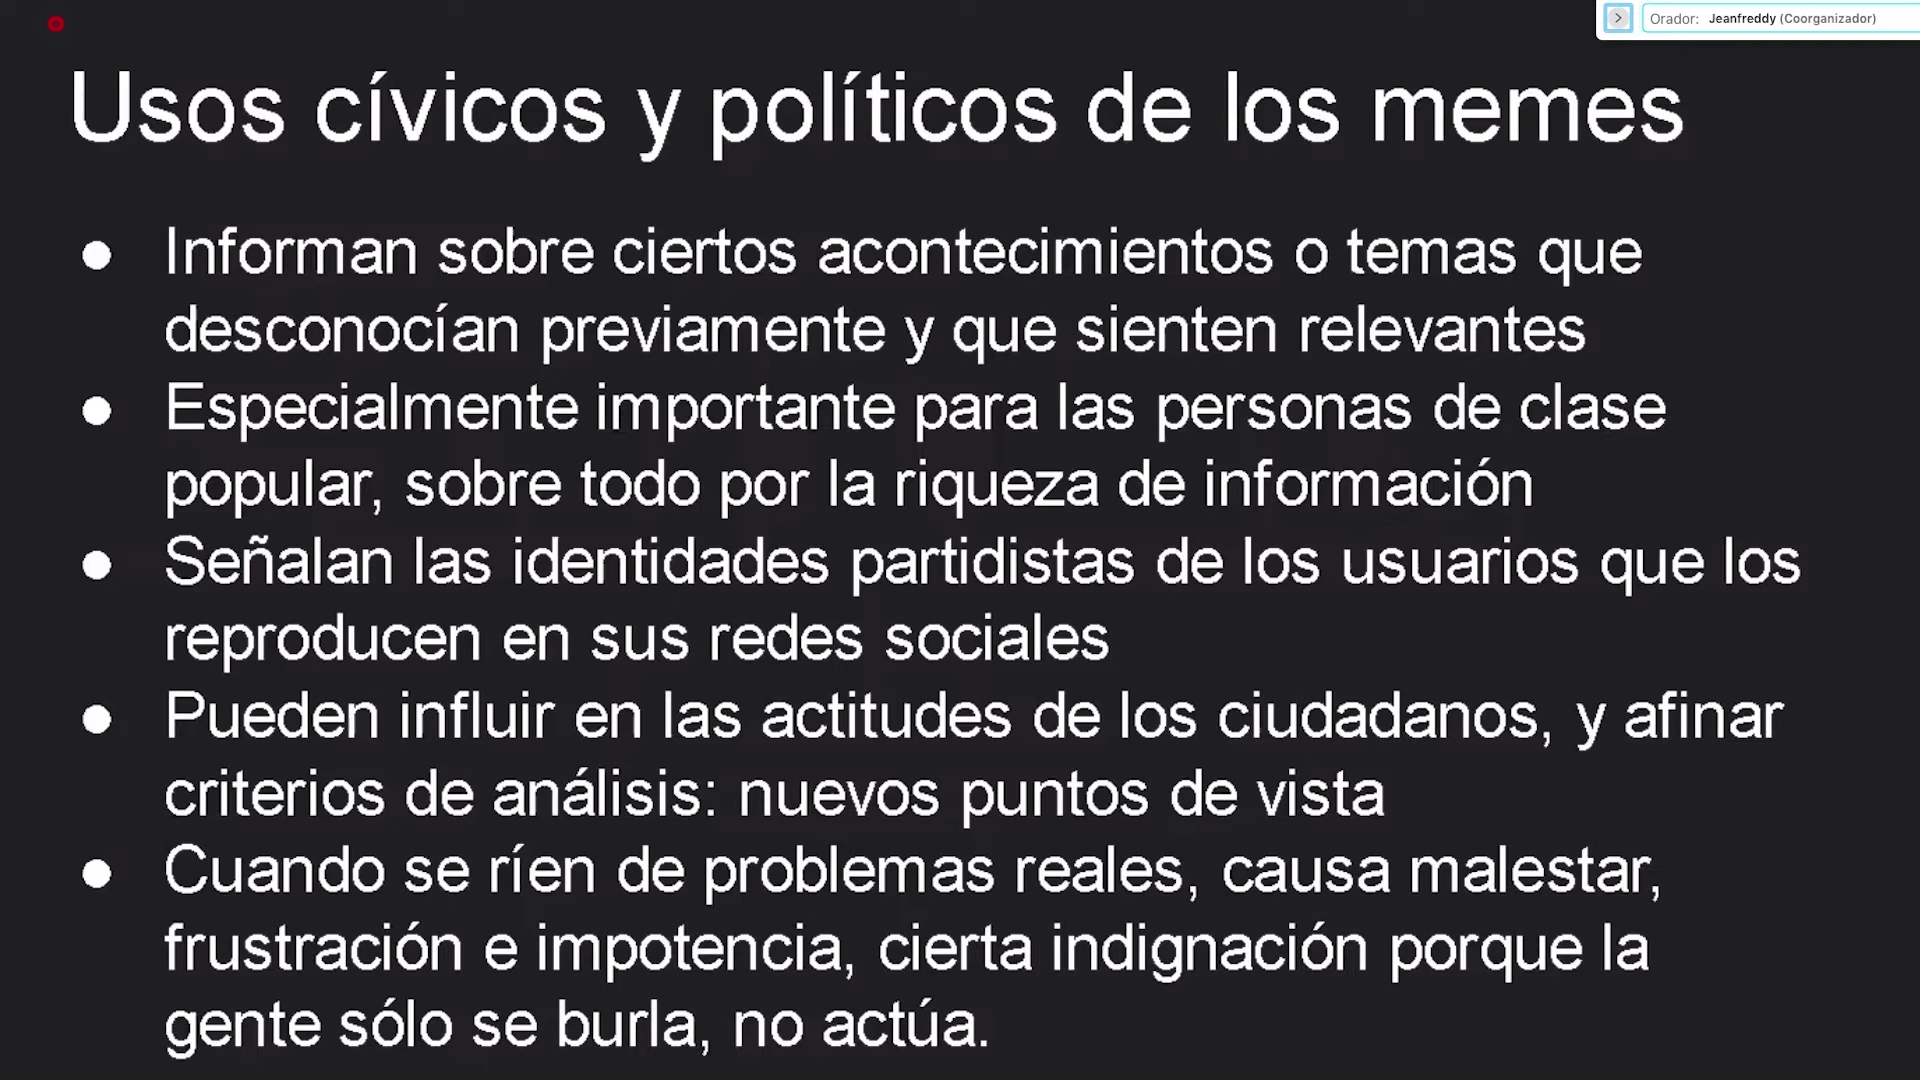 Orador: Jeanfreddy (Coorganizador)
Usos cívicos y políticos de los memes
● Informan sobre ciertos acontecimientos o temas que
desconocían previamente y que sienten relevantes
● Especialmente importante para las personas de clase
popular, sobre todo por la riqueza de información
● Señalan las identidades partidistas de los usuarios que los
reproducen en sus redes sociales
● Pueden influir en las actitudes de los ciudadanos, y afinar
criterios de análisis: nuevos puntos de vista
● Cuando se ríen de problemas reales, causa malestar,
frustración e impotencia, cierta indignación porque la
gente sólo se burla, no actúa.